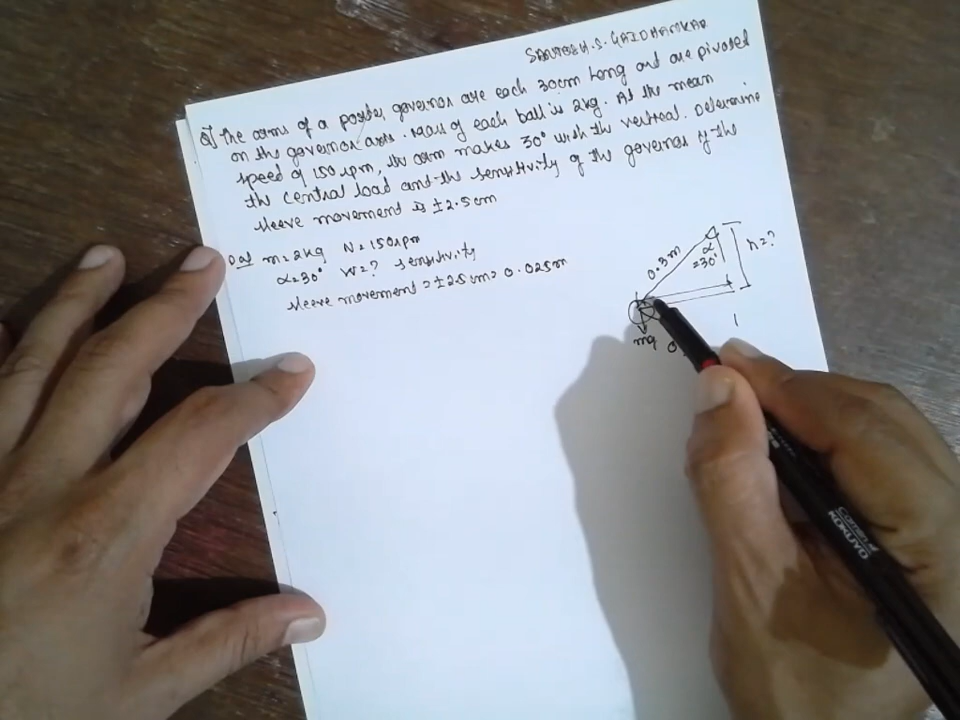 SANTOSH.S. GAIDHANKAR
Q] The arms of a porter governor are each 30cm long and are pivoted
on the governor axis. Mass of each ball is 2kg. At the mean
speed of 150 rpm, the arm makes 30° with the vertical. Determine
the central load and the sensitivity of the governor if the
sleeve movement is ±2.5cm
m=2kg N=150rpm
α=30° W=? sensitivity
sleeve movement = ±2.5cm= 0.025m
0.3m
α
=30°
h=?
mg
KOKUYO